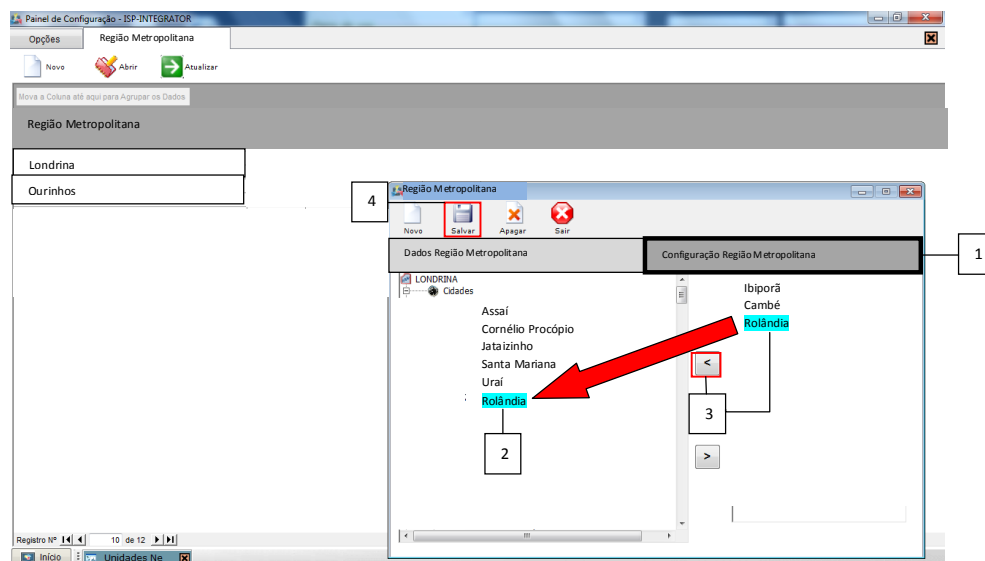 Painel de Configuração - ISP-INTEGRATOR
Opções Região Metropolitana
Novo Abrir Atualizar
Mova a Coluna até aqui para Agrupar os Dados
Região Metropolitana
Londrina
Ourinhos
4
Região Metropolitana
Novo Salvar Apagar Sair
Dados Região Metropolitana Configuração Região Metropolitana
1
LONDRINA
Cidades
Assaí
Cornélio Procópio
Jataizinho
Santa Mariana
Uraí
Rolândia
2
Ibiporã
Cambé
Rolândia
<
3
>
Registro Nº 10 de 12
Início Unidades Ne